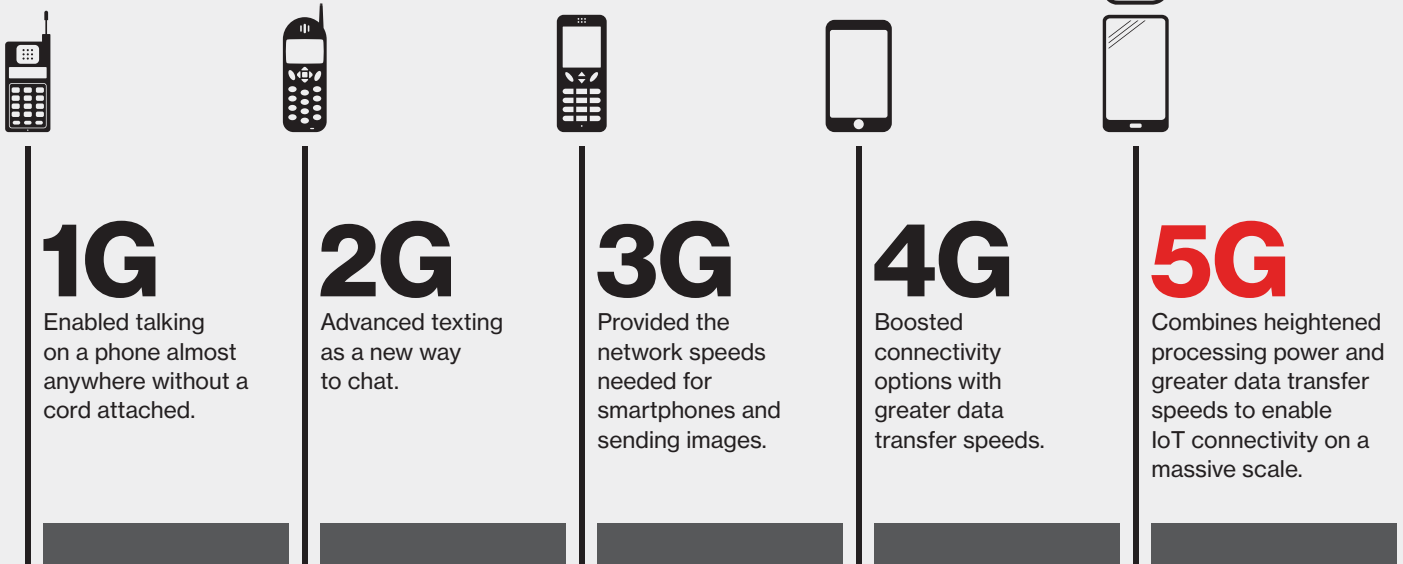 1G
Enabled talking
on a phone almost
anywhere without a
cord attached.
2G
Advanced texting
as a new way
to chat.
3G
Provided the
network speeds
needed for
smartphones and
sending images.
4G
Boosted
connectivity
options with
greater data
transfer speeds.
5G
Combines heightened
processing power and
greater data transfer
speeds to enable
IoT connectivity on a
massive scale.